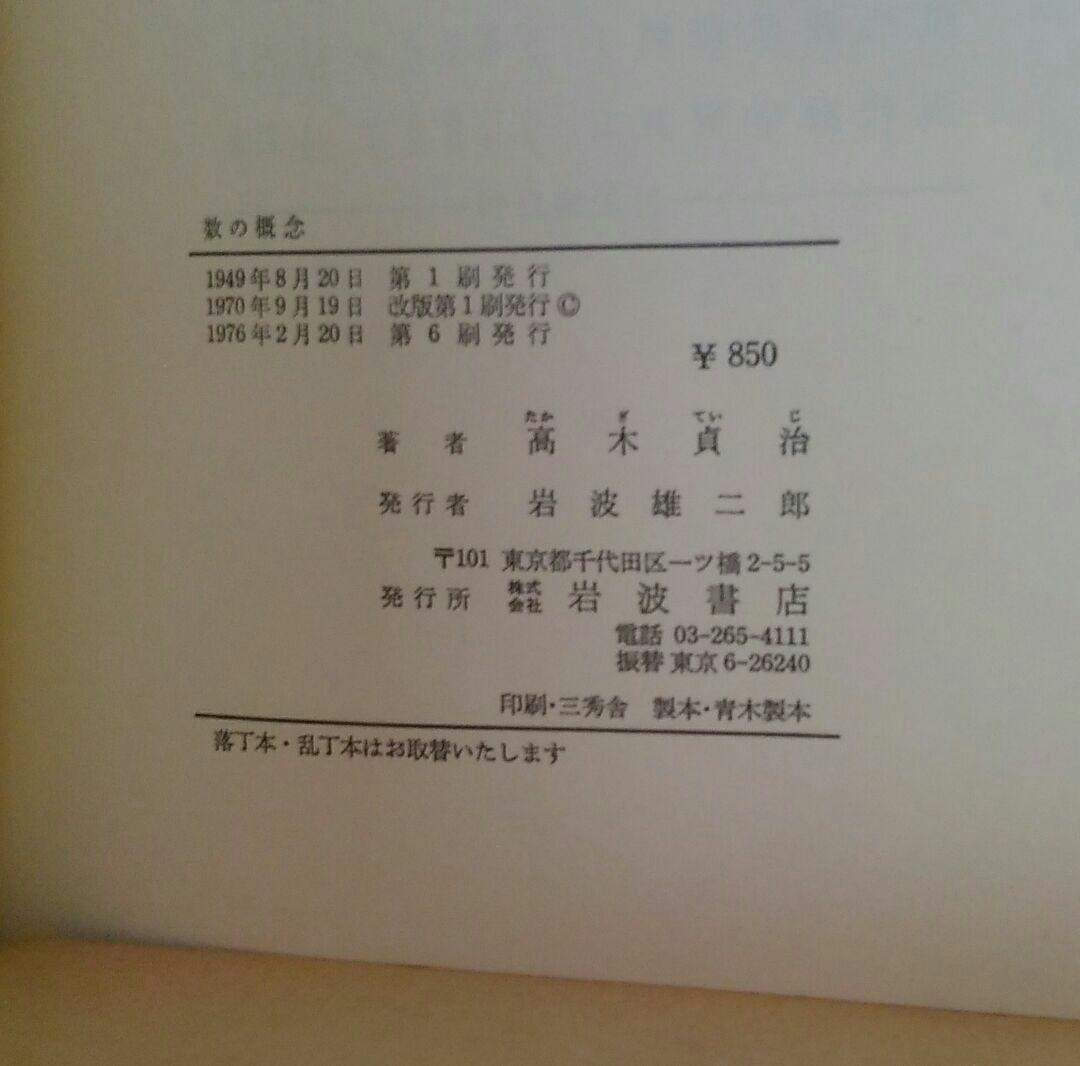 数の概念
1949年8月20日 第1刷発行
1970年9月19日 改版第1刷発行©
1976年2月20日 第6刷発行
¥850
たか ぎ てい じ
著者 高木貞治
発行者 岩波雄二郎
〒101 東京都千代田区一ツ橋2-5-5
発行所 株式会社 岩波書店
電話 03-265-4111
振替 東京6-26240
印刷・三秀舎 製本・青木製本
落丁本・乱丁本はお取替いたします